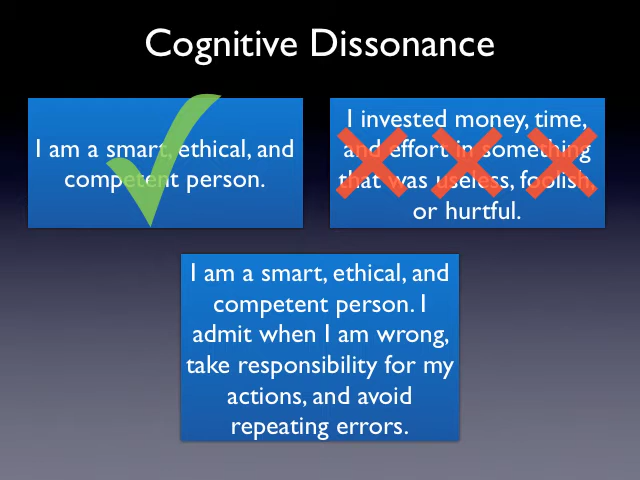 Cognitive Dissonance
I am a smart, ethical, and
competent person.
I invested money, time,
and effort in something
that was useless, foolish,
or hurtful.
I am a smart, ethical, and
competent person. I
admit when I am wrong,
take responsibility for my
actions, and avoid
repeating errors.